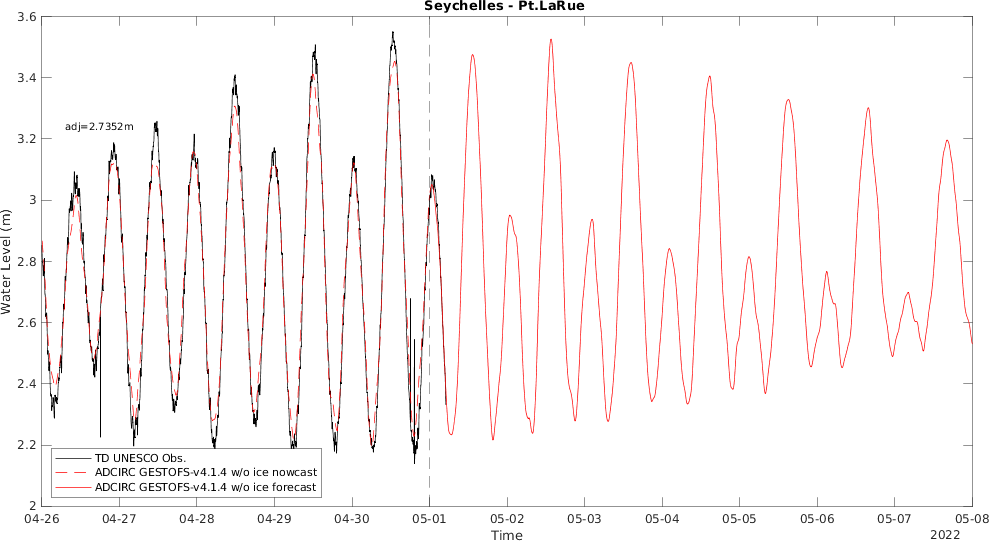 Seychelles - Pt.LaRue
3.6
3.4
3.2
3
2.8
2.6
2.4
2.2
2
Water Level (m)
adj=2.7352m
TD UNESCO Obs.
ADCIRC GESTOFS-v4.1.4 w/o ice nowcast
ADCIRC GESTOFS-v4.1.4 w/o ice forecast
04-26 04-27 04-28 04-29 04-30 05-01 05-02 05-03 05-04 05-05 05-06 05-07 05-08
Time
2022